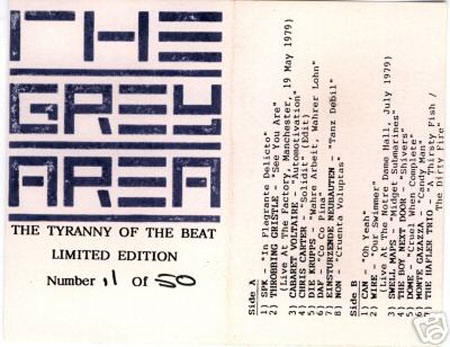 THE
GREY
AREA
THE TYRANNY OF THE BEAT
LIMITED EDITION
Number 11 Of 50
Side A
1) SPK - "In Flagrante Delicto"
2) THROBBING GRISTLE - "See You Are"
(Live At The Factory, Manchester, 19 May 1979)
3) CABARET VOLTAIRE - "Automotivation"
4) CHRIS CARTER - "Solidit" (Edit)
5) DIE KRUPPS - "Wahre Arbeit, Wahrer Lohn"
6) DAF - "Co Co Pina"
7) EINSTURZENDE NEUBAUTEN - "Tanz Debil"
8) NON - "Cruenta Voluptas"
Side B
1) CAN - "Oh Yeah"
2) WIRE - "Our Swimmer"
(Live At The Notre Dame Hall, July 1979)
3) SWELL MAPS - "Midget Submarines"
4) THE BOY NEXT DOOR - "Shivers"
5) DOME - "Cruel When Complete"
6) MONTE CAZAZZA - "Candy Man"
7) THE HAFLER TRIO - "A Thirsty Fish /
The Dirty Fire"